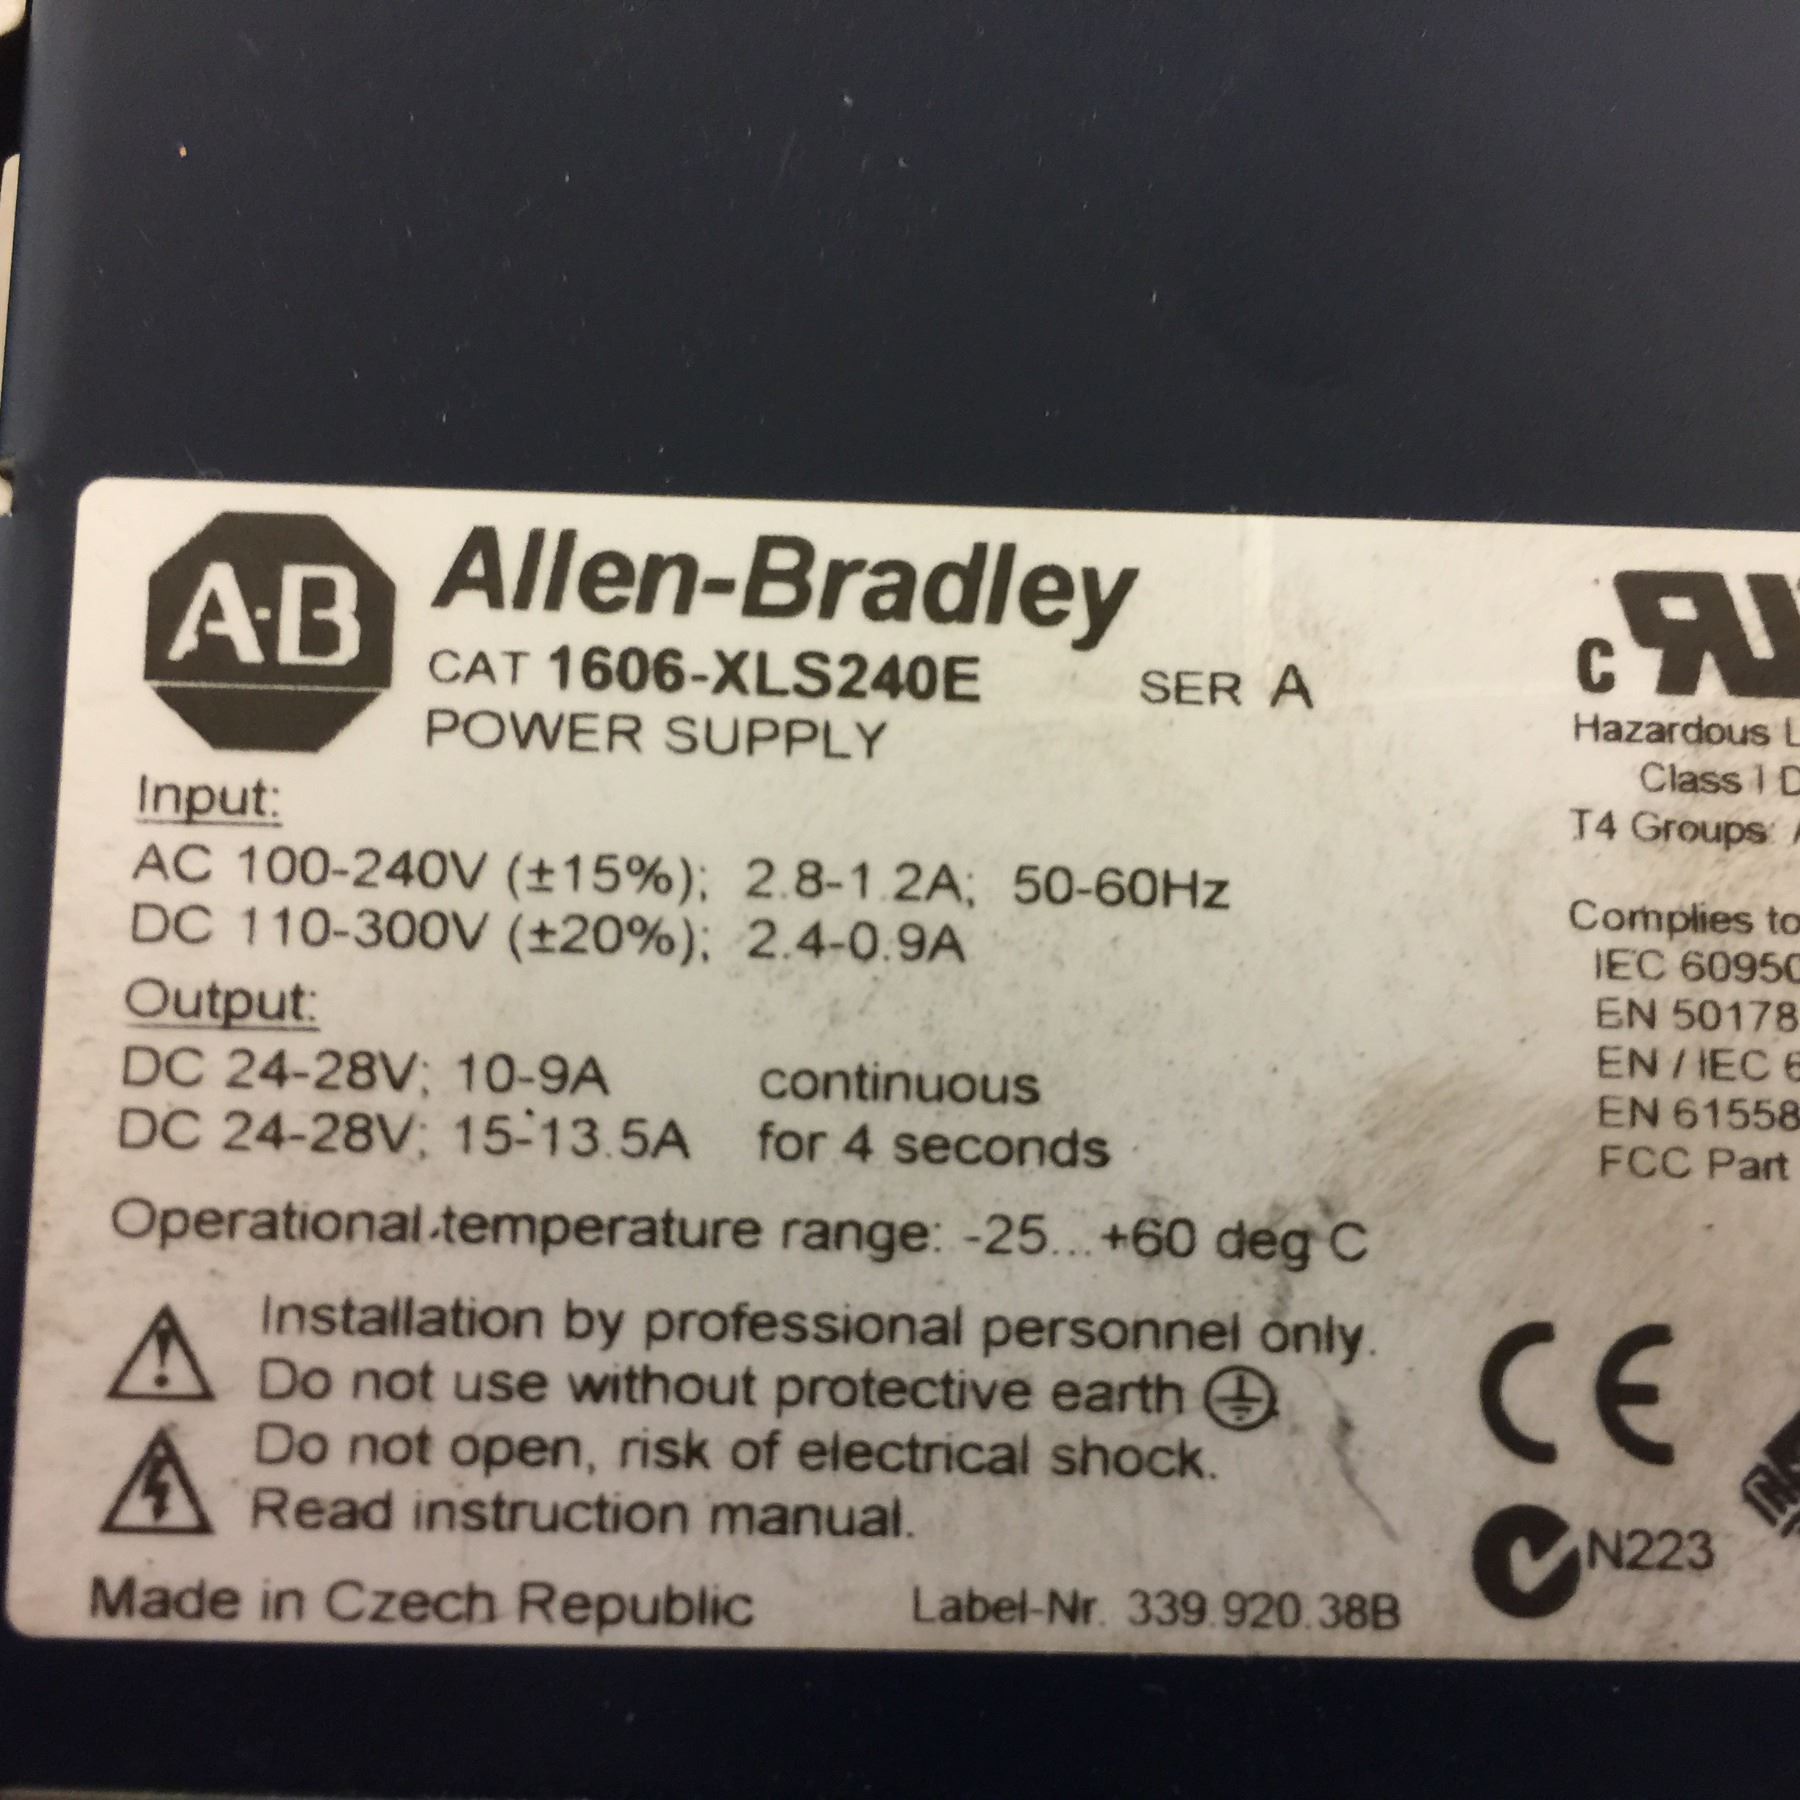 A-B Allen-Bradley
CAT 1606-XLS240E SER A
POWER SUPPLY
Input:
AC 100-240V (±15%); 2.8-1.2A; 50-60Hz
DC 110-300V (±20%); 2.4-0.9A
Output:
DC 24-28V; 10-9A continuous
DC 24-28V; 15-13.5A for 4 seconds
Operational temperature range: -25...+60 deg C
Installation by professional personnel only.
Do not use without protective earth
Do not open, risk of electrical shock.
Read instruction manual.
Made in Czech Republic Label-Nr. 339.920.38B
C
Hazardous
Class I
T4 Groups:
Complies to
IEC 60950
EN 50178
EN / IEC
EN 61558
FCC Part
CE
N223